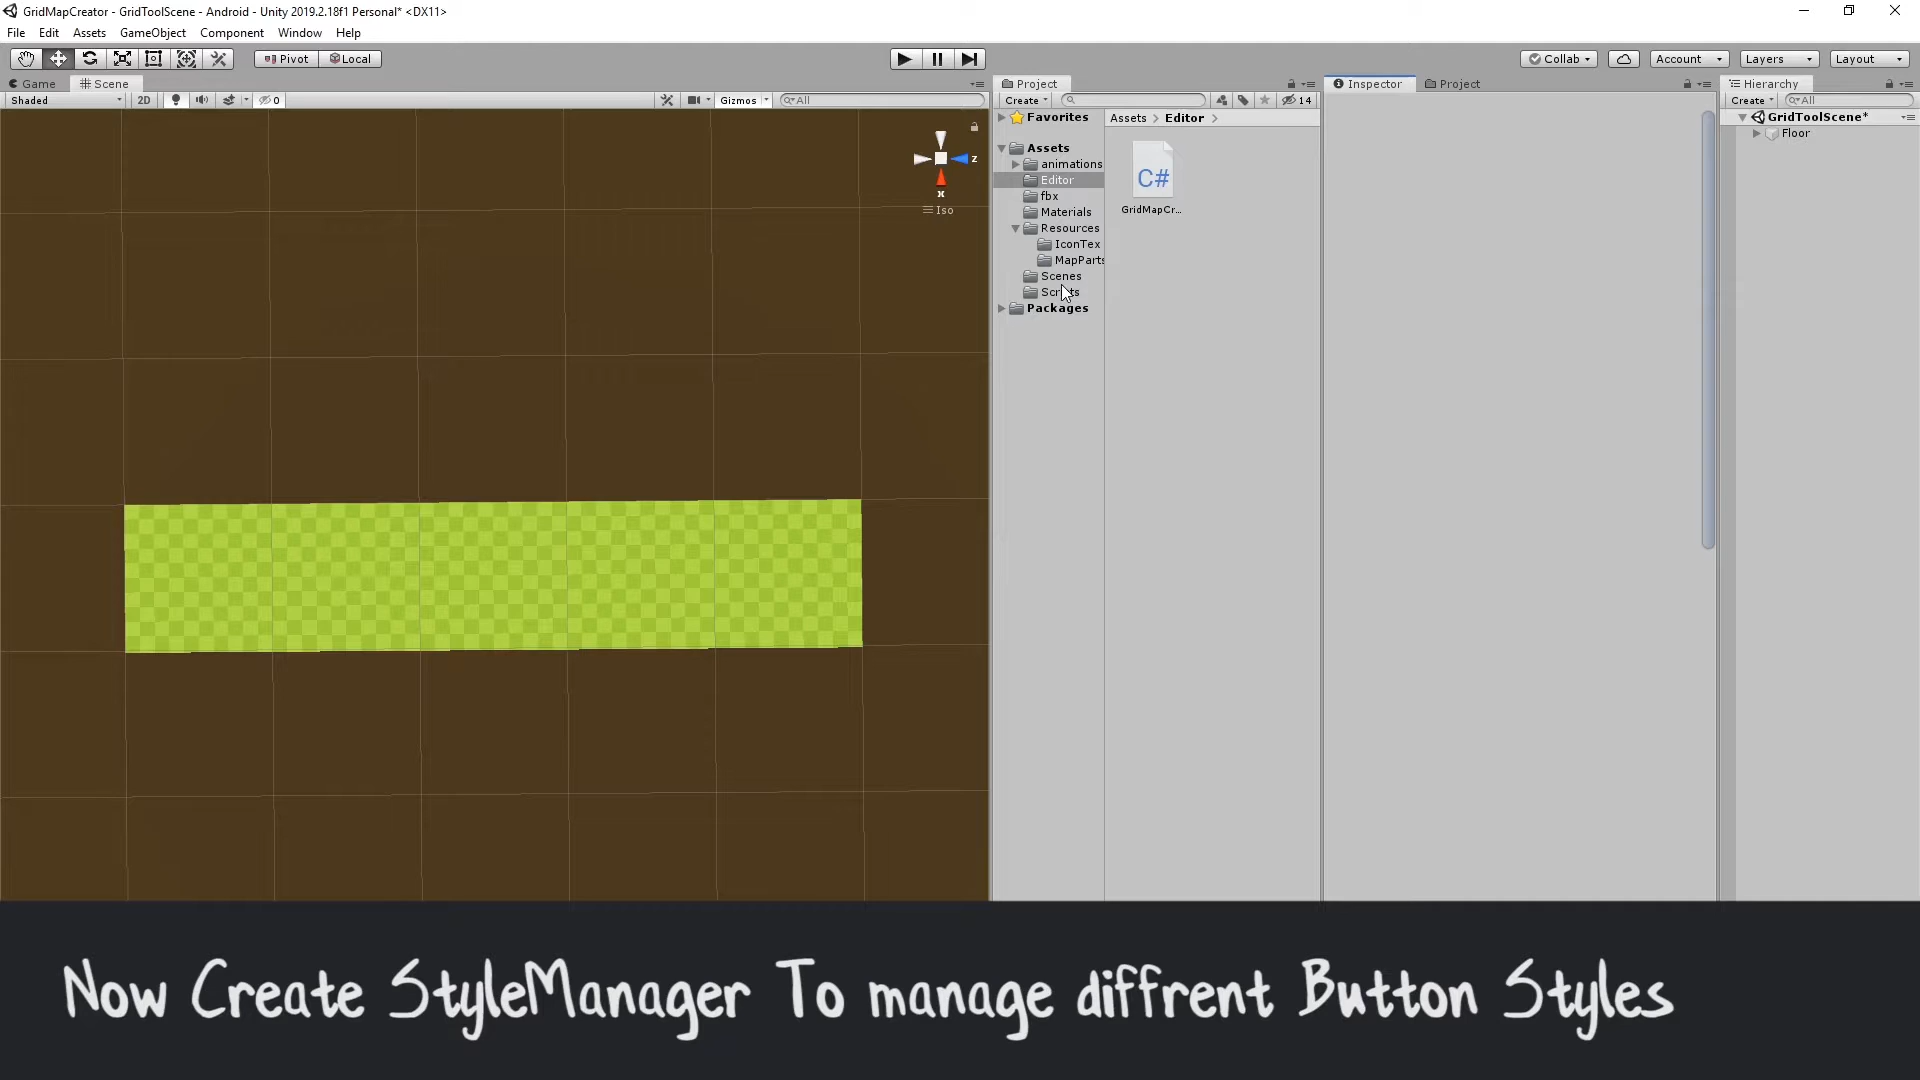 GridMapCreator - GridToolScene - Android - Unity 2019.2.18f1 Personal* <DX11>
File Edit Assets GameObject Component Window Help
Pivot Local Collab Account Layers Layout
Game Scene Project Inspector Project Hierarchy
Shaded 2D 0 Gizmos All Create 14 Create All
Favorites
Assets
animations
Editor
fbx
Materials
Resources
IconTex
MapParts
Scenes
Packages
Assets > Editor >
C#
GridMapCr...
GridToolScene*
Floor
z
x
Iso
Now Create StyleManager To manage diffrent Button Styles